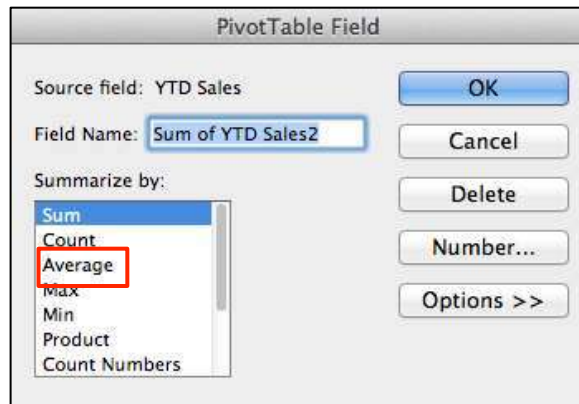 PivotTable Field
Source field: YTD Sales
Field Name: Sum of YTD Sales2
Summarize by:
Sum
Count
Average
Max
Min
Product
Count Numbers
OK
Cancel
Delete
Number...
Options >>